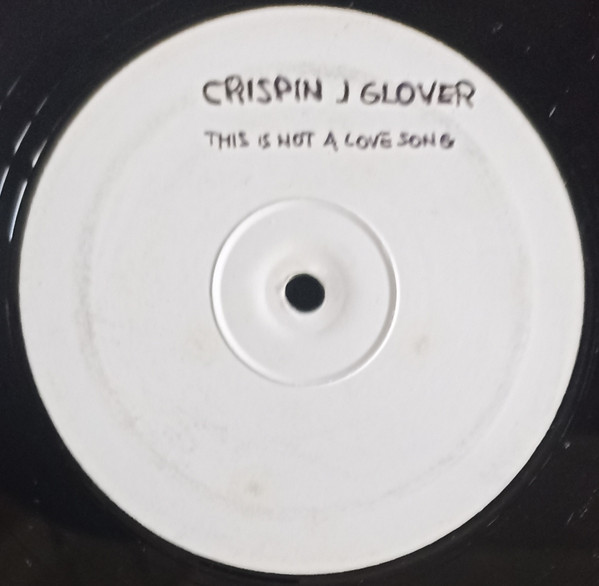 CRISPIN J GLOVER
THIS IS NOT A LOVE SONG